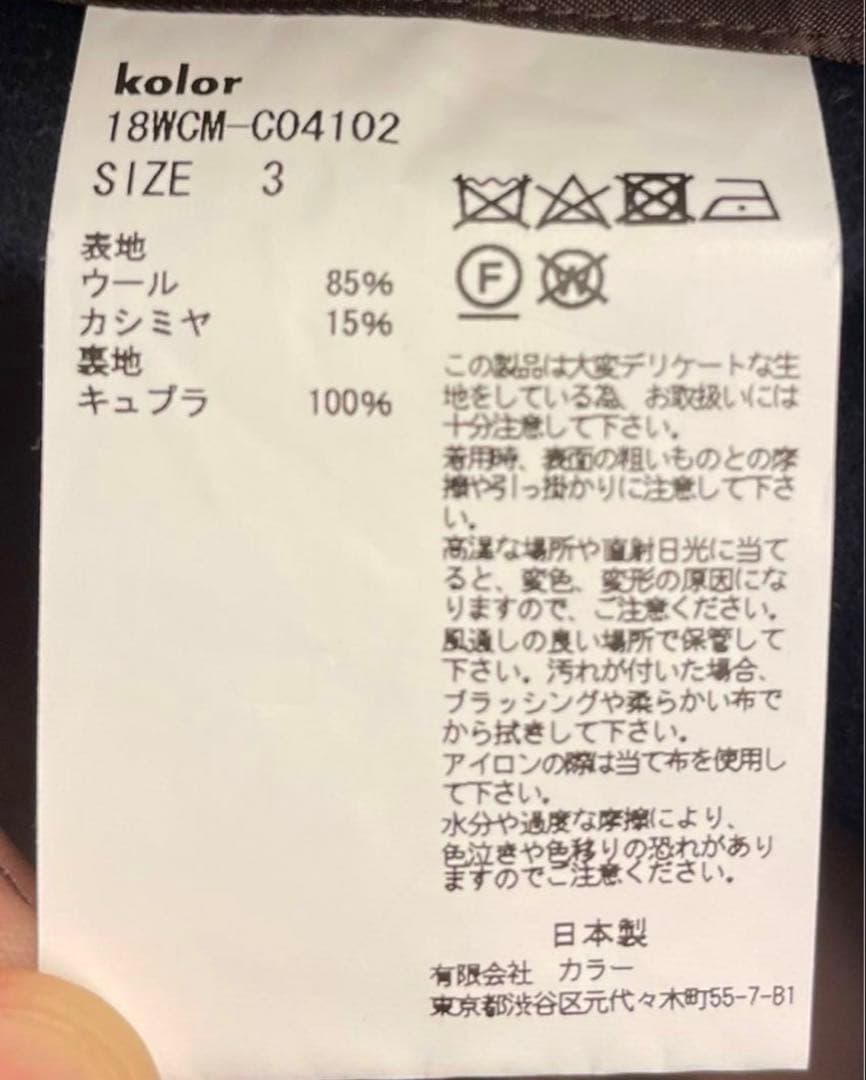 kolor
18WCM-C04102
SIZE 3
表地
ウール 85%
カシミヤ 15%
裏地
キュプラ 100%
F
W
この製品は大変デリケートな生
地をしている為、お取扱いには
十分注意して下さい。
着用時、表面の粗いものとの摩
擦や引っ掛かりに注意して下さ
い。
高温な場所や直射日光に当て
ると、変色、変形の原因にな
りますので、ご注意ください。
風通しの良い場所で保管して
下さい。汚れが付いた場合、
ブラッシングや柔らかい布で
から拭きして下さい。
アイロンの際は当て布を使用し
て下さい。
水分や過度な摩擦により、
色泣きや色移りの恐れがあり
ますのでご注意ください。
日本製
有限会社 カラー
東京都渋谷区元代々木町55-7-B1